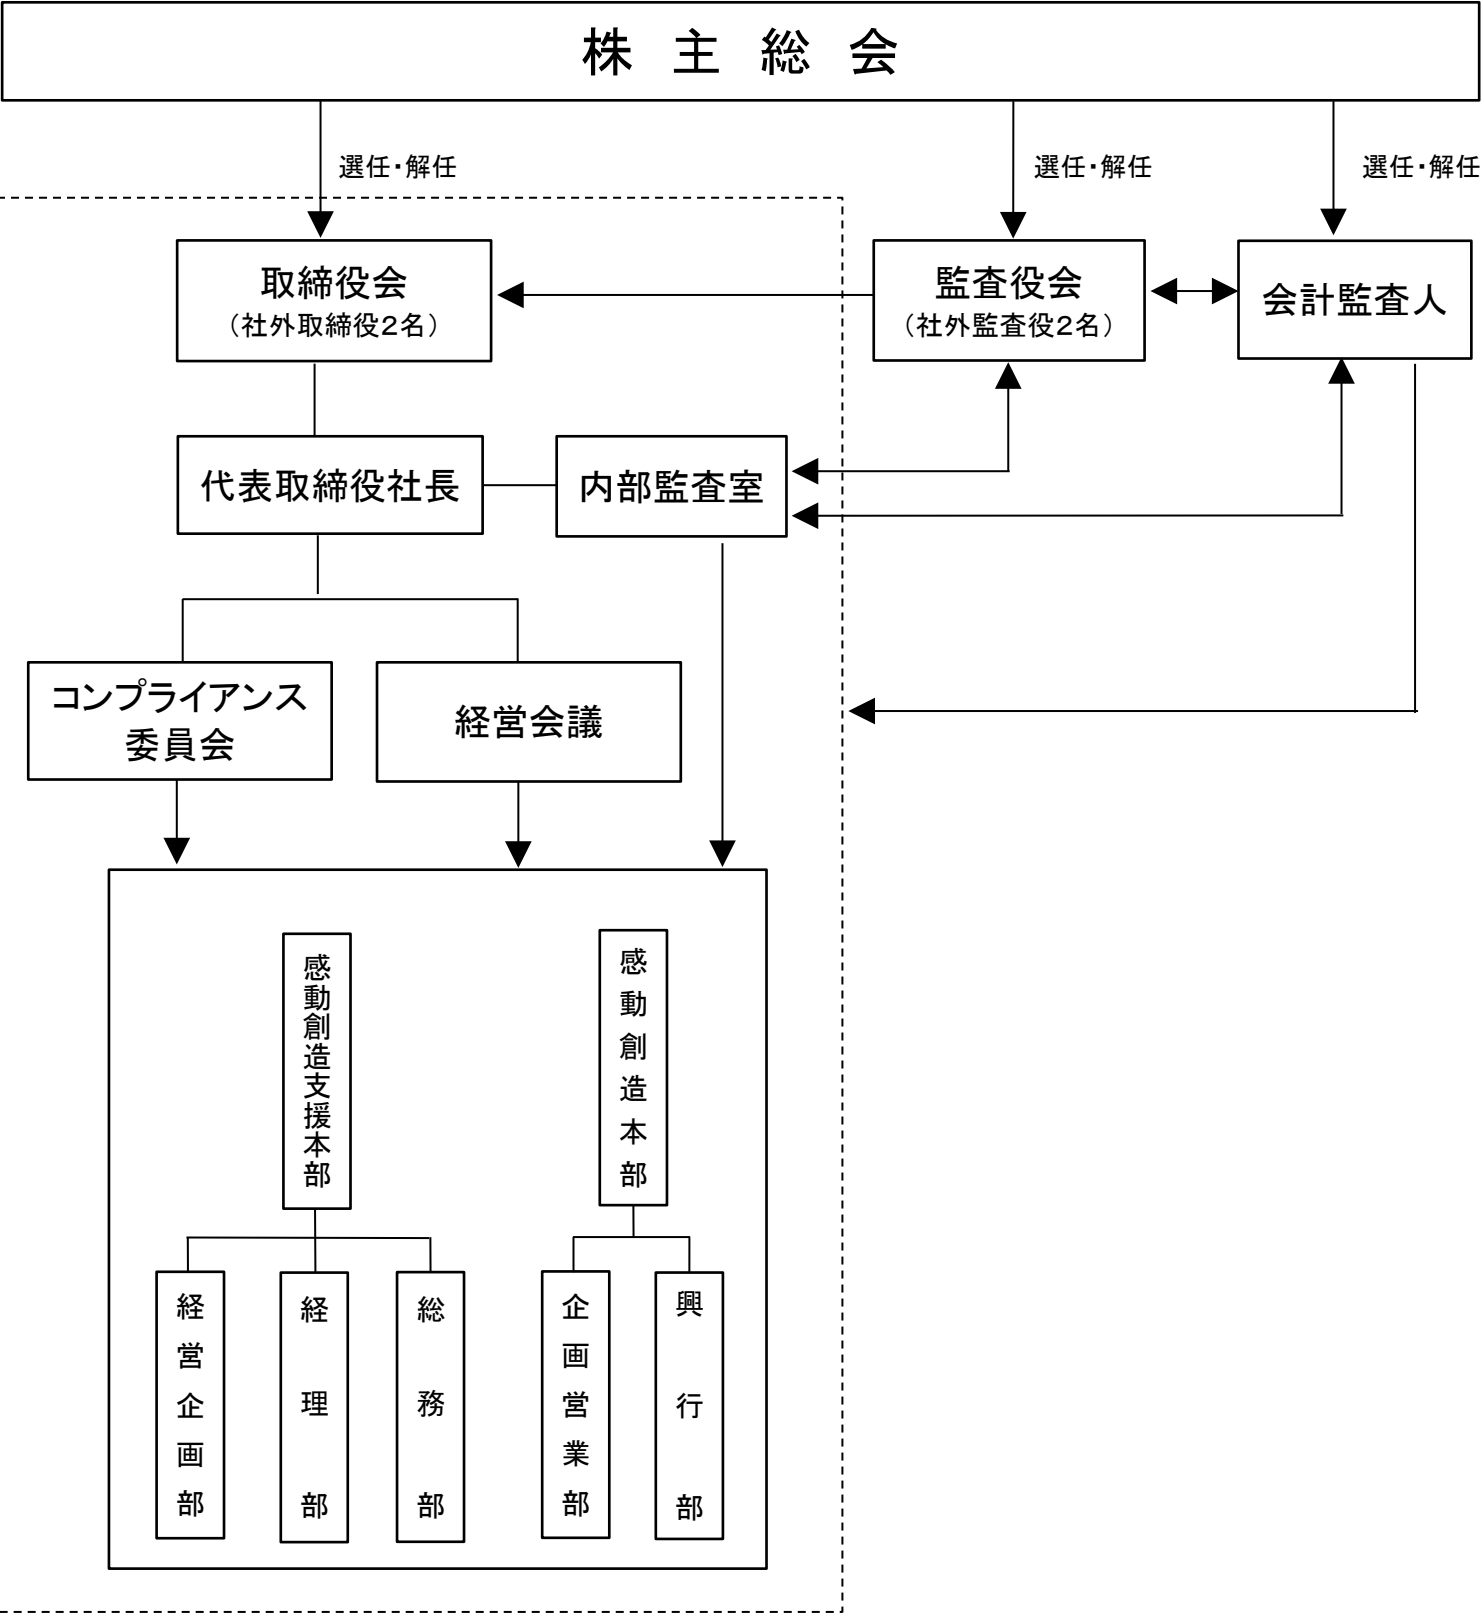 株主総会
選任・解任
選任・解任
選任・解任
取締役会
（社外取締役２名）
監査役会
（社外監査役２名）
会計監査人
代表取締役社長
内部監査室
コンプライアンス
委員会
経営会議
感動創造支援本部
感動創造本部
経営企画部
経理部
総務部
企画営業部
興行部